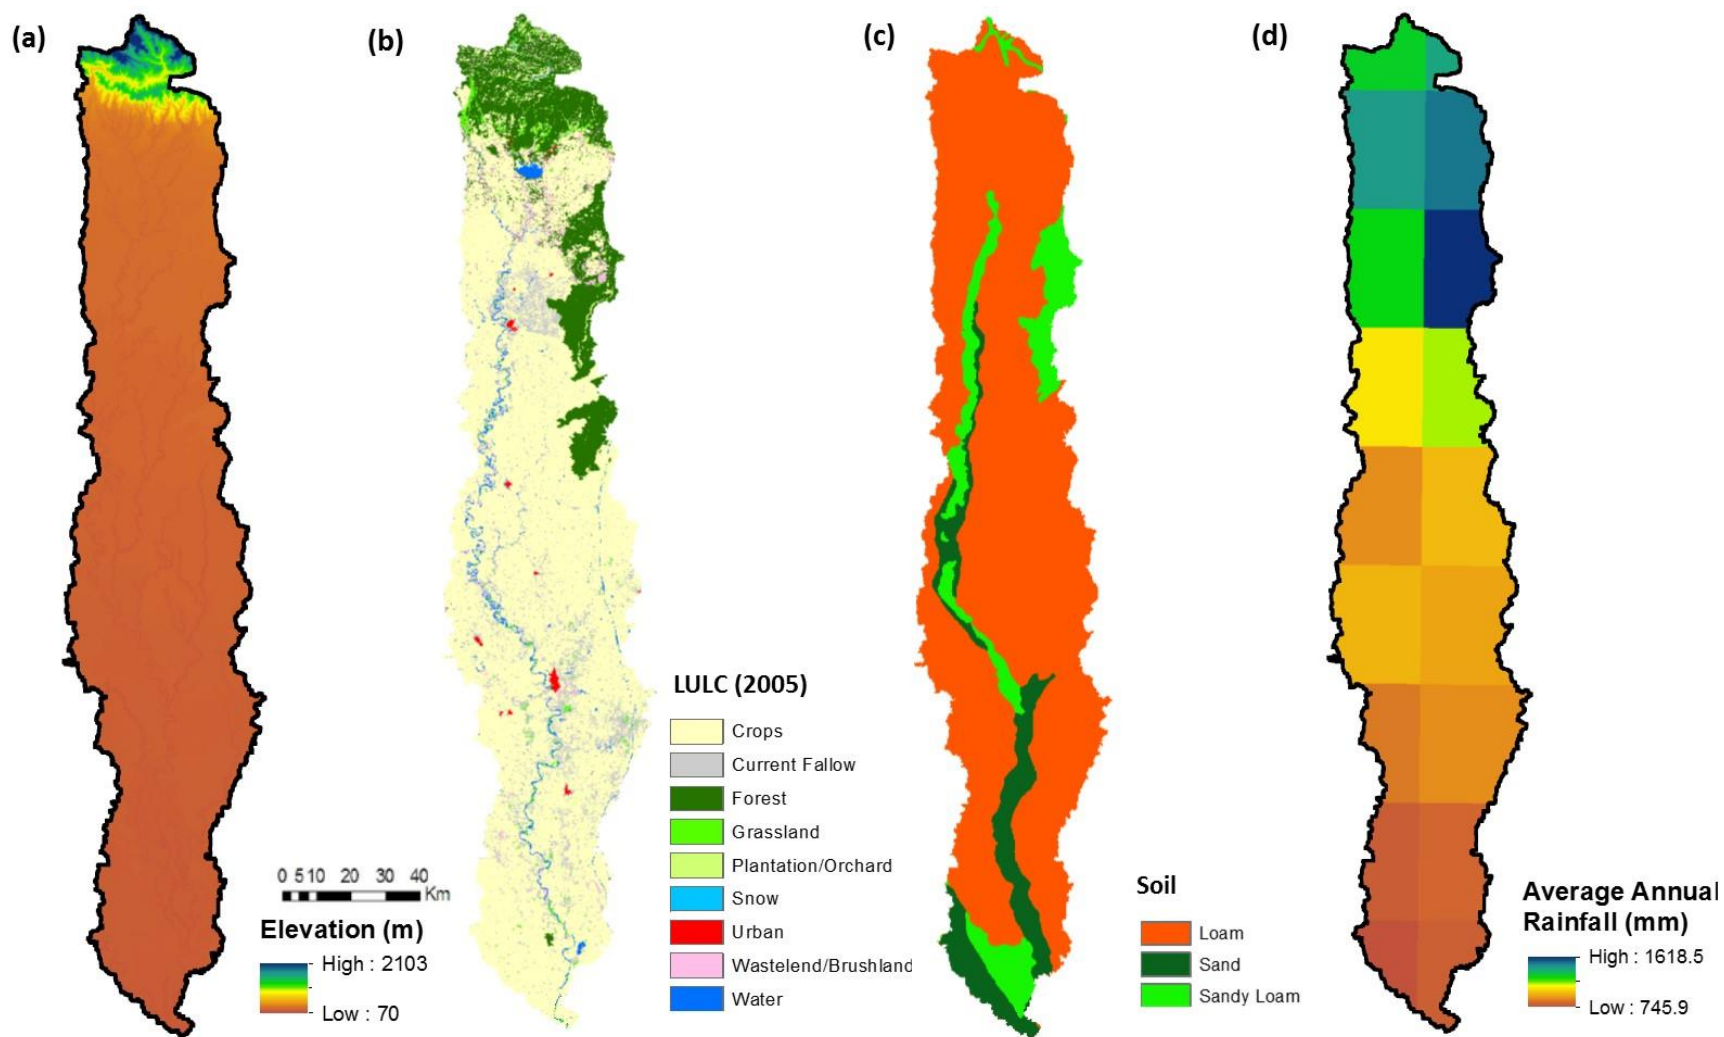 (a)
(b)
(c)
(d)
0 5 10 20 30 40
Km
Elevation (m)
High : 2103
Low : 70
LULC (2005)
Crops
Current Fallow
Forest
Grassland
Plantation/Orchard
Snow
Urban
Wastelend/Brushland
Water
Soil
Loam
Sand
Sandy Loam
Average Annual
Rainfall (mm)
High : 1618.5
Low : 745.9